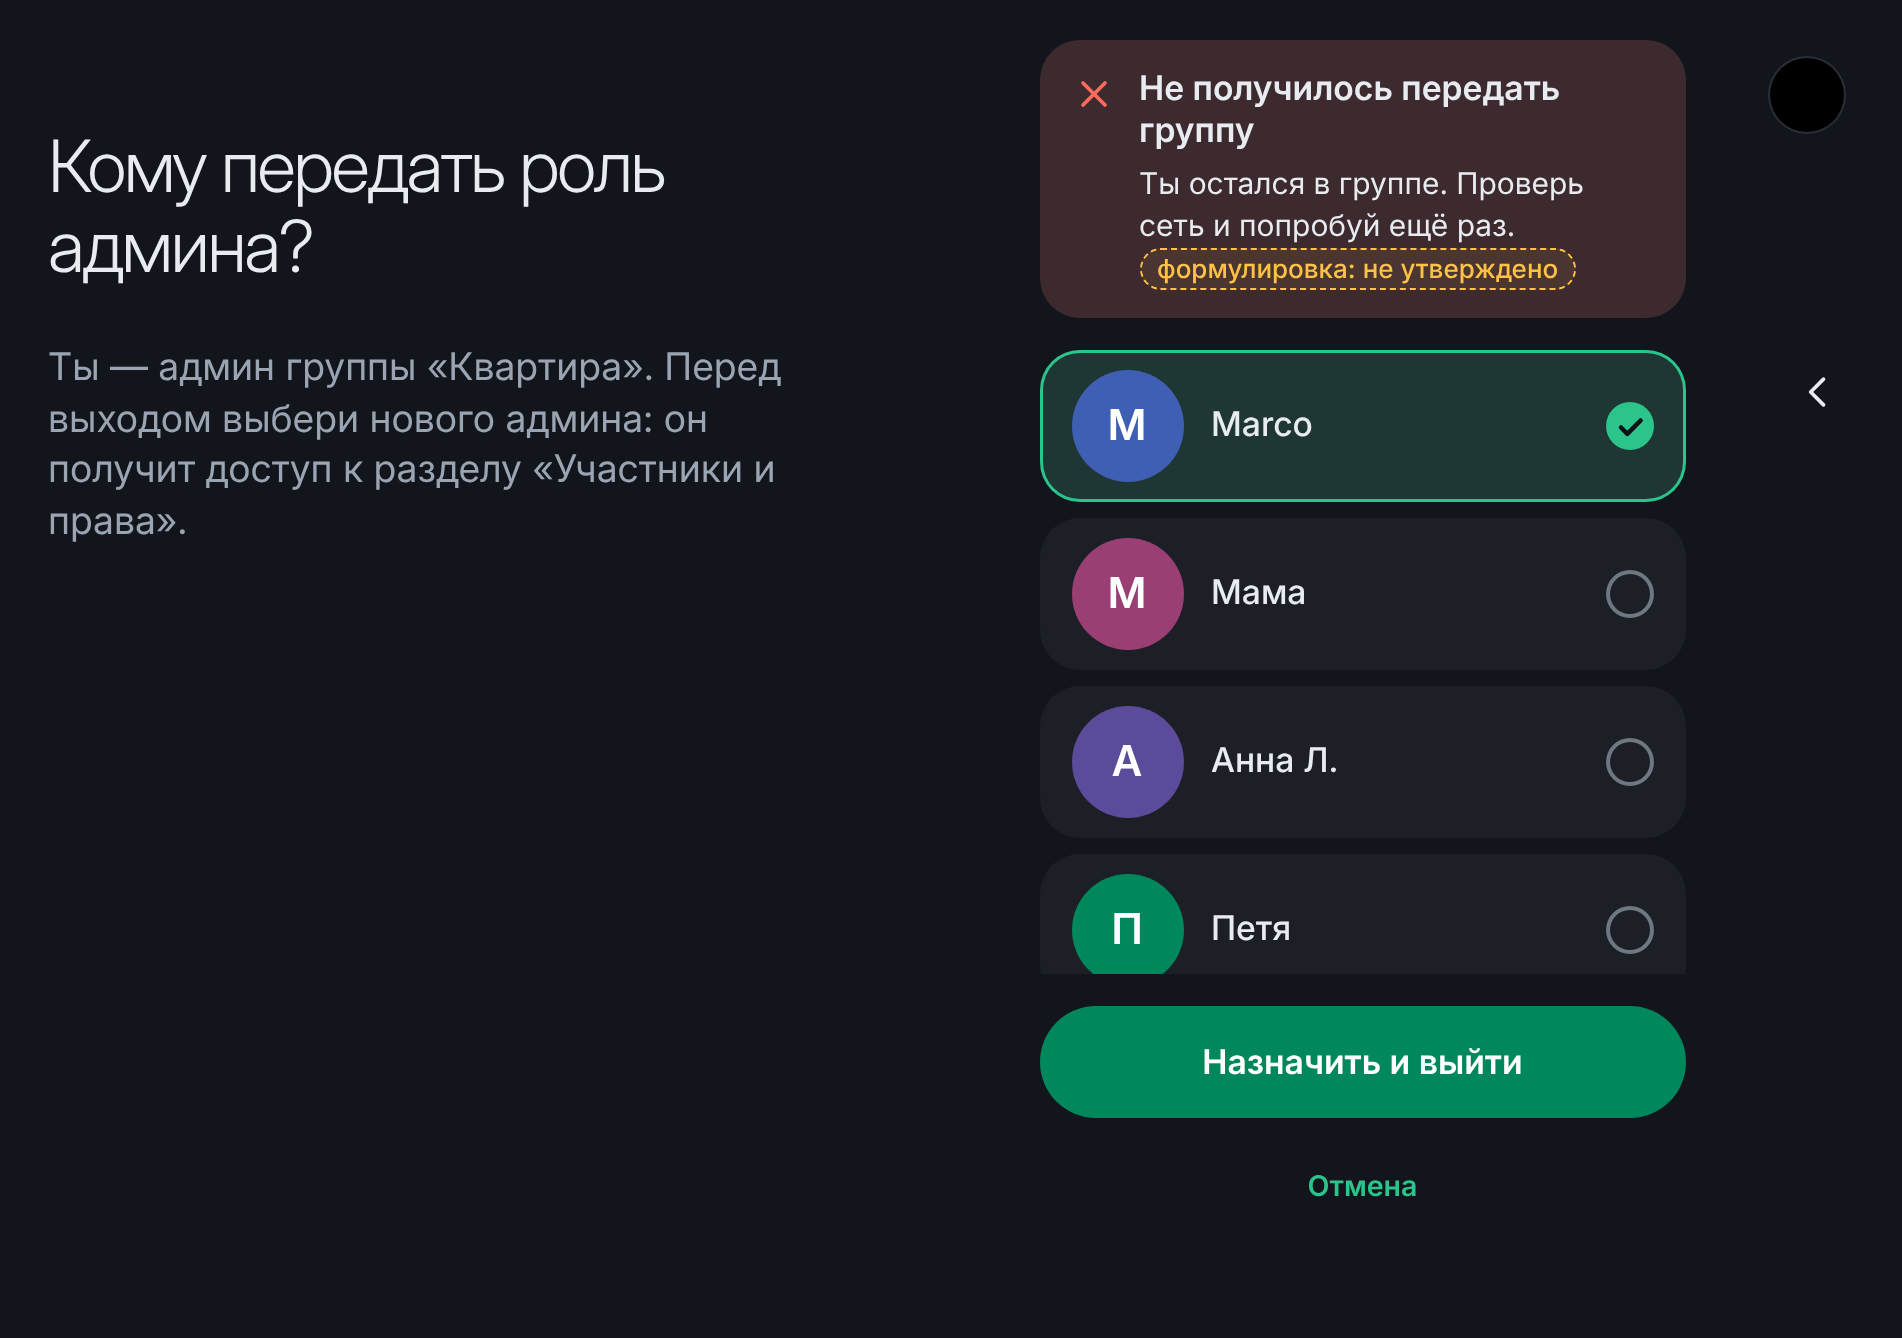 Кому передать роль
админа?
Ты — админ группы «Квартира». Перед
выходом выбери нового админа: он
получит доступ к разделу «Участники и
права».
Не получилось передать
группу
Ты остался в группе. Проверь
сеть и попробуй ещё раз.
формулировка: не утверждено
M Marco
М Мама
А Анна Л.
П Петя
Назначить и выйти
Отмена